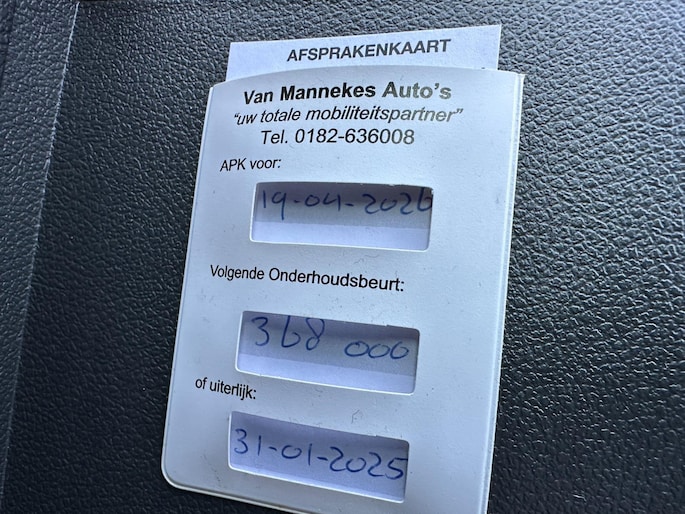 AFSPRAKENKAART
Van Mannekes Auto's
"uw totale mobiliteitspartner"
Tel. 0182-636008
APK voor:
19-04-2026
Volgende Onderhoudsbeurt:
368 000
of uiterlijk:
31-01-2025